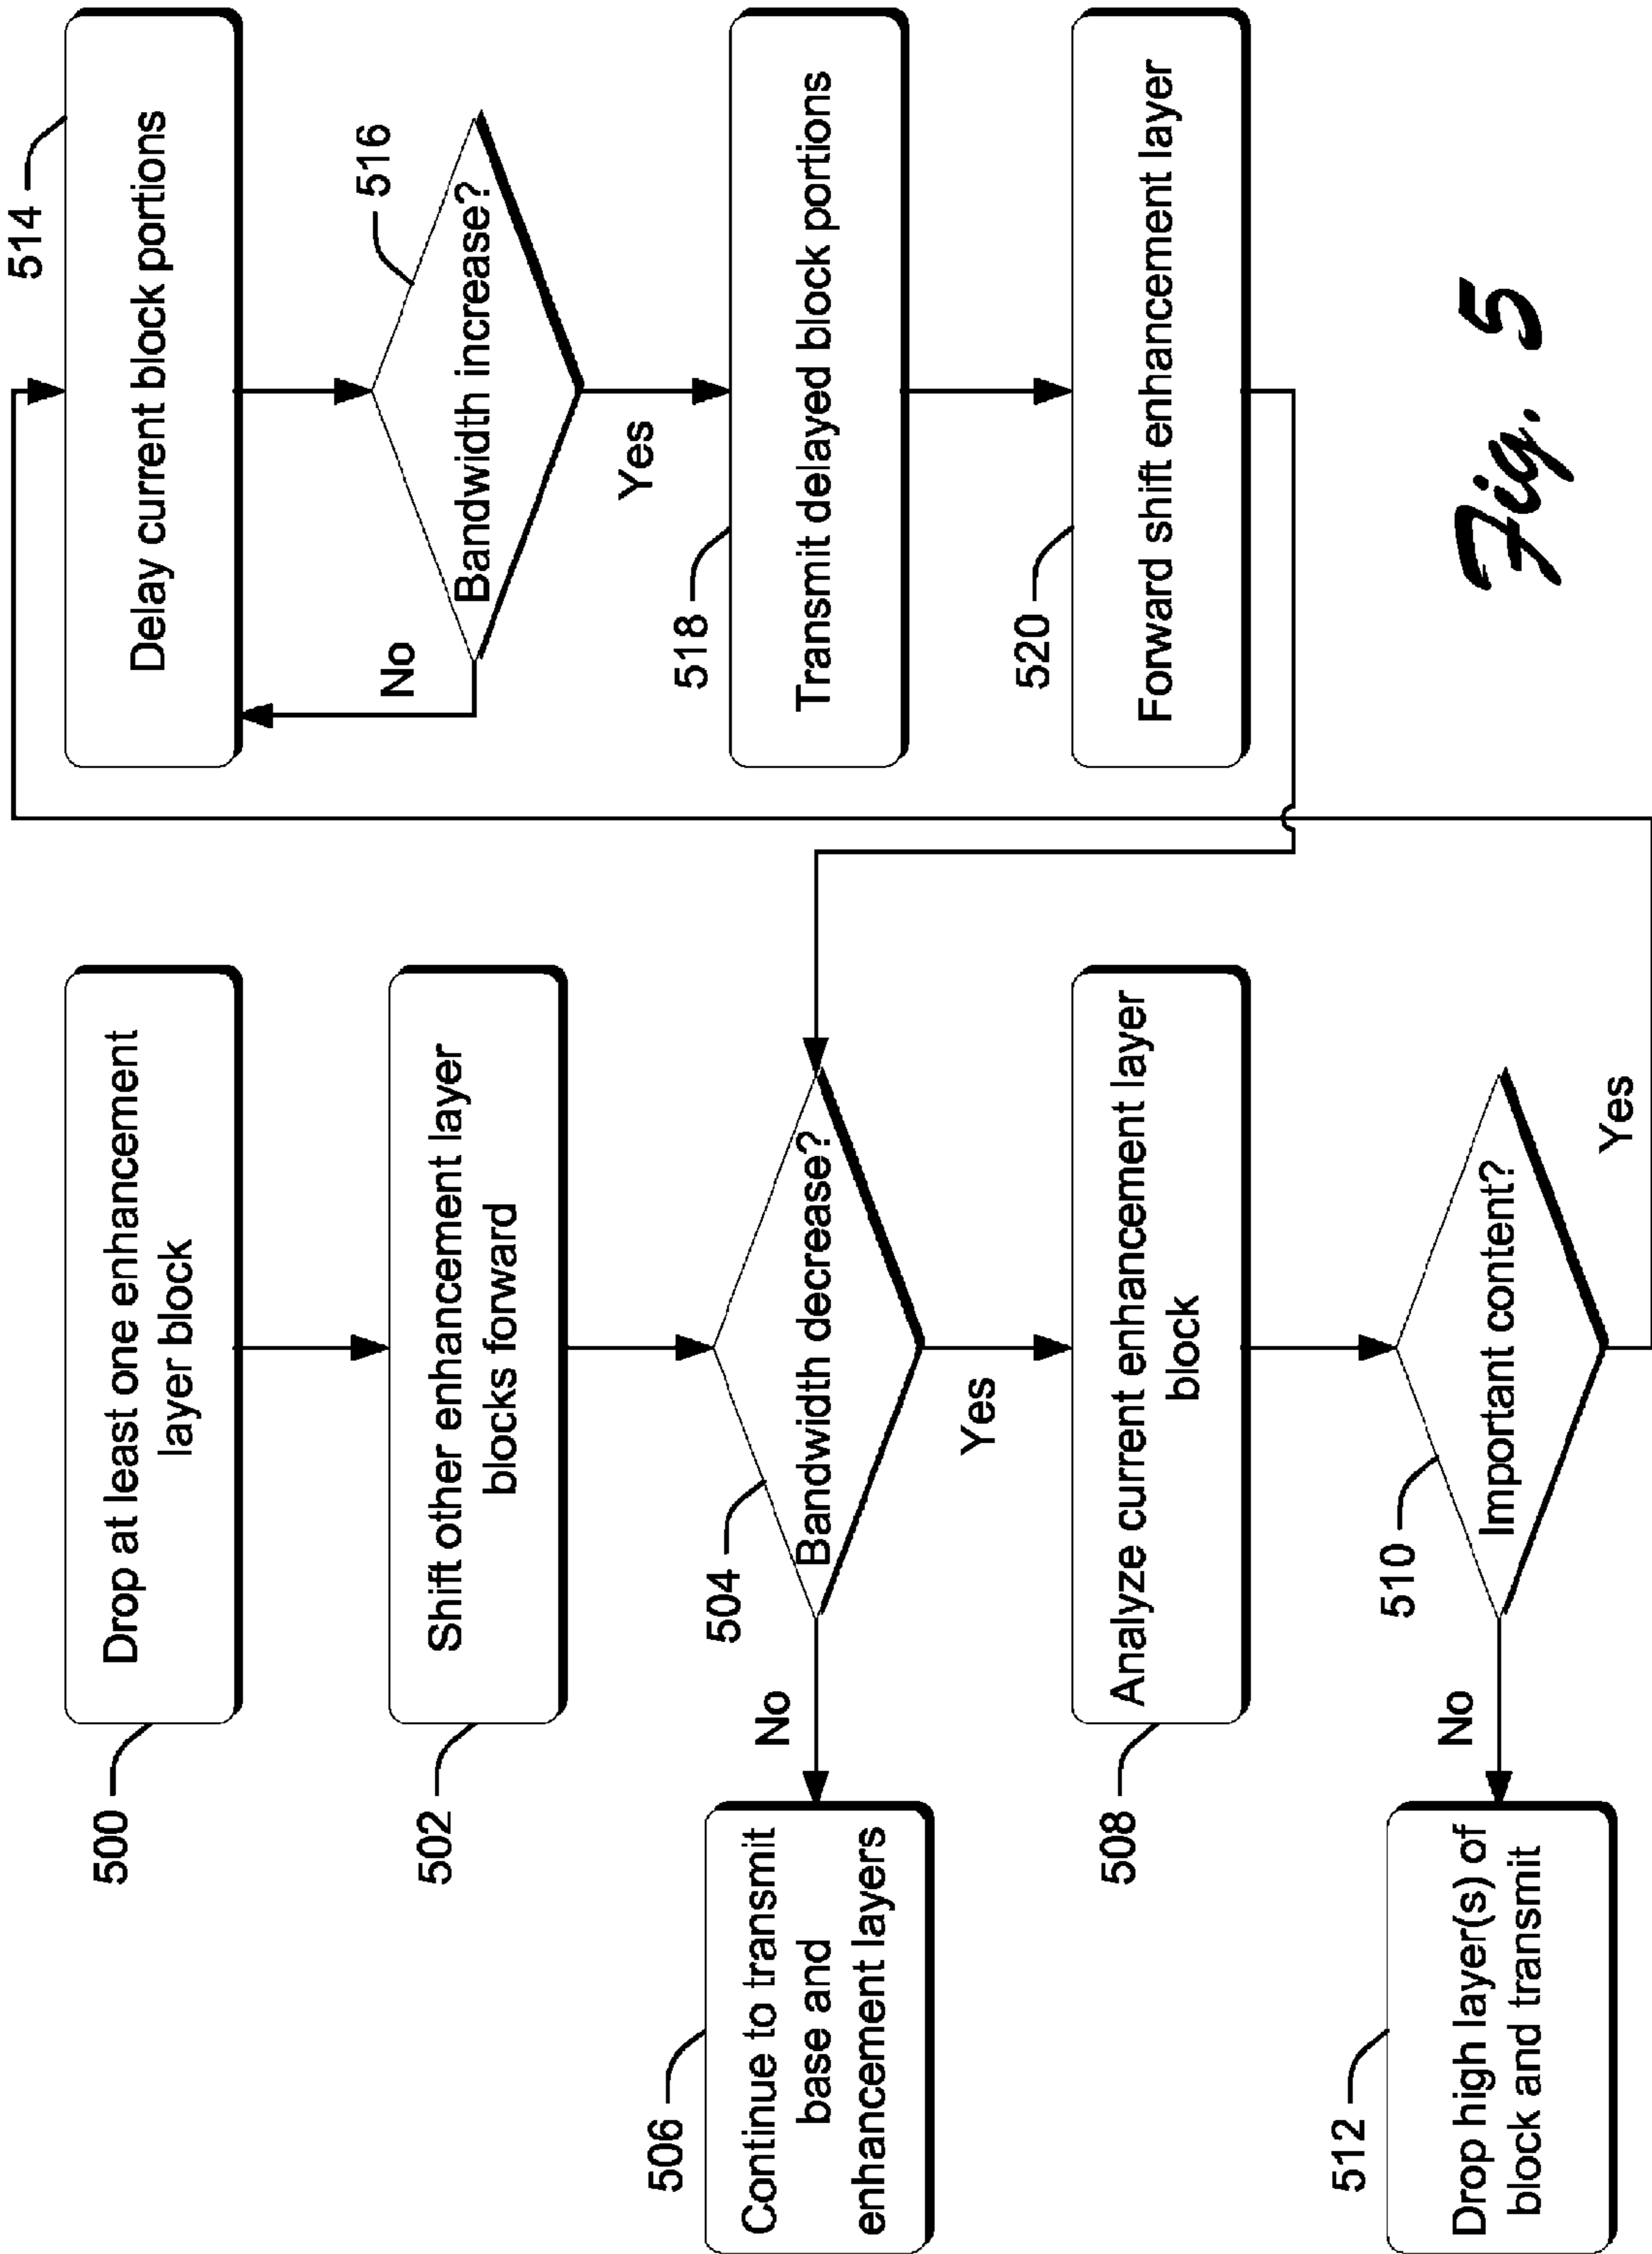 500
Drop at least one enhancement
layer block
502
Shift other enhancement layer
blocks forward
504
Bandwidth decrease?
No
Yes
506
Continue to transmit
base and
enhancement layers
508
Analyze current enhancement layer
block
510
Important content?
No
Yes
512
Drop high layer(s) of
block and transmit
514
Delay current block portions
516
Bandwidth increase?
No
Yes
518
Transmit delayed block portions
520
Forward shift enhancement layer
Fig. 5